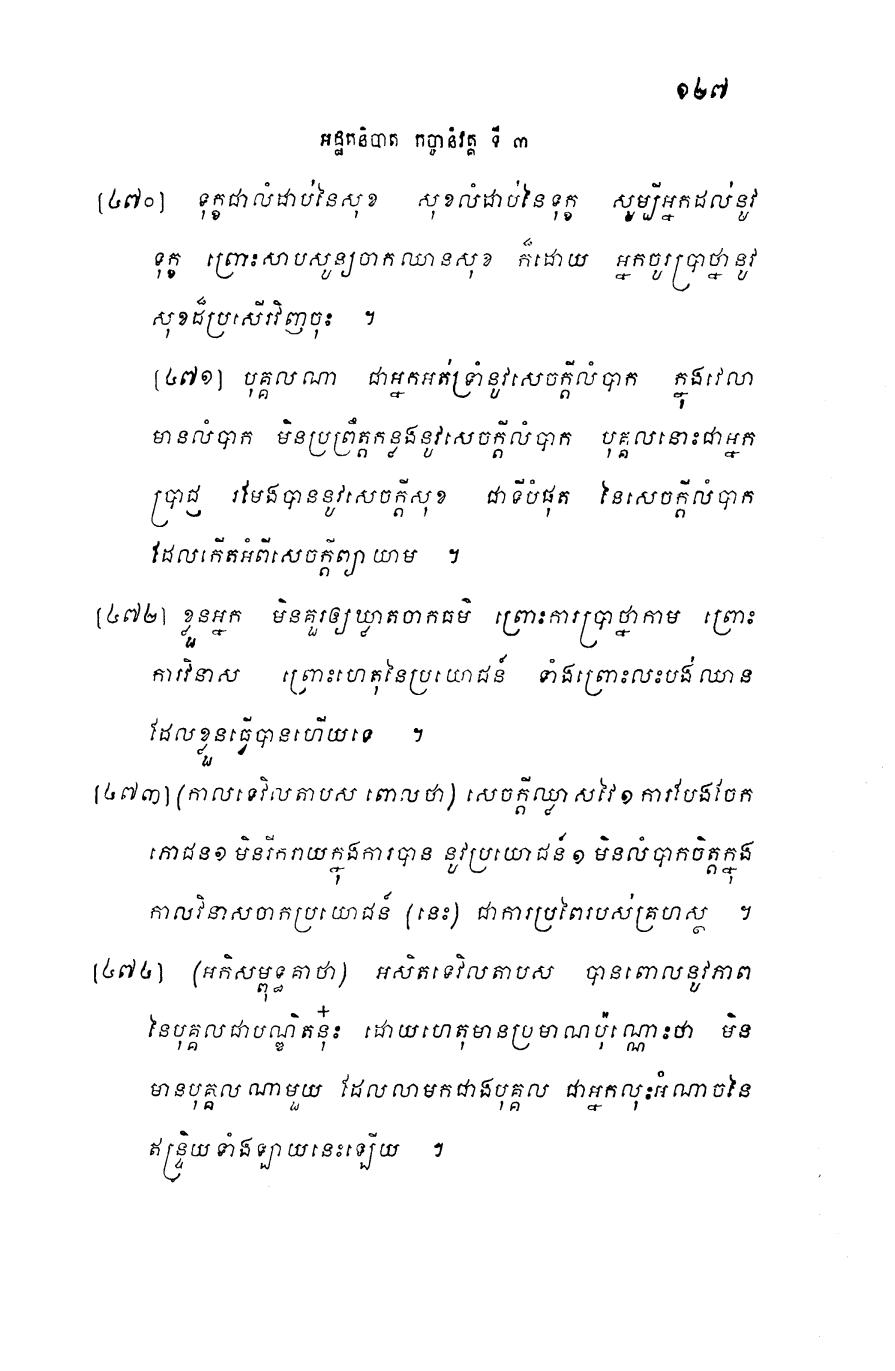 ១២៧
អដ្ឋកនិបាត កច្ចានិវគ្គ ទី ៣
[៤៧០] ទុក្ខជាលំដាប់នៃសុខ សុខលំដាប់នៃទុក្ខ សូម្បីអ្នកដល់នូវ
ទុក្ខ ព្រោះសាបសូន្យចាកឈានសុខ ក៏ដោយ អ្នកចូរប្រាថ្នានូវ
សុខដ៏ប្រសើរវិញចុះ ។
[៤៧១] បុគ្គលណា ជាអ្នកអត់ទ្រាំនូវសេចក្តីលំបាក ក្នុងវេលា
មានលំបាក មិនប្រព្រឹត្តកន្លងនូវសេចក្តីលំបាក បុគ្គលនោះជាអ្នក
ប្រាជ្ញ រមែងបាននូវសេចក្តីសុខ ជាទីបំផុត នៃសេចក្តីលំបាក
ដែលកើតអំពីសេចក្តីព្យាយាម ។
[៤៧២] ខ្លួនអ្នក មិនគួរឲ្យឃ្លាតចាកធម៌ ព្រោះការប្រាថ្នាកាម ព្រោះ
ការវិនាស ព្រោះហេតុនៃប្រយោជន៍ ទាំងព្រោះលះបង់ឈាន
ដែលខ្លួនធ្វើបានហើយទេ ។
[៤៧៣] (កាលទេវិលតាបស ពោលថា) សេចក្តីឈ្លាសវៃ១ ការបែងចែក
ភោជន១ មិនរីករាយក្នុងការបាន នូវប្រយោជន៍១ មិនលំបាកចិត្តក្នុង
កាលវិនាសចាកប្រយោជន៍ (នេះ) ជាការប្រពៃរបស់គ្រហស្ថ ។
[៤៧៤] (អភិសម្ពុទ្ធគាថា) អសិតទេវិលតាបស បានពោលនូវភាព
នៃបុគ្គលជាបណ្ឌិតនុ៎ះ ដោយហេតុមានប្រមាណប៉ុណ្ណោះថា មិន
មានបុគ្គលណាមួយ ដែលលាមកជាងបុគ្គល ជាអ្នកលុះអំណាចនៃ
ឥន្ទ្រិយទាំងឡាយនេះឡើយ ។